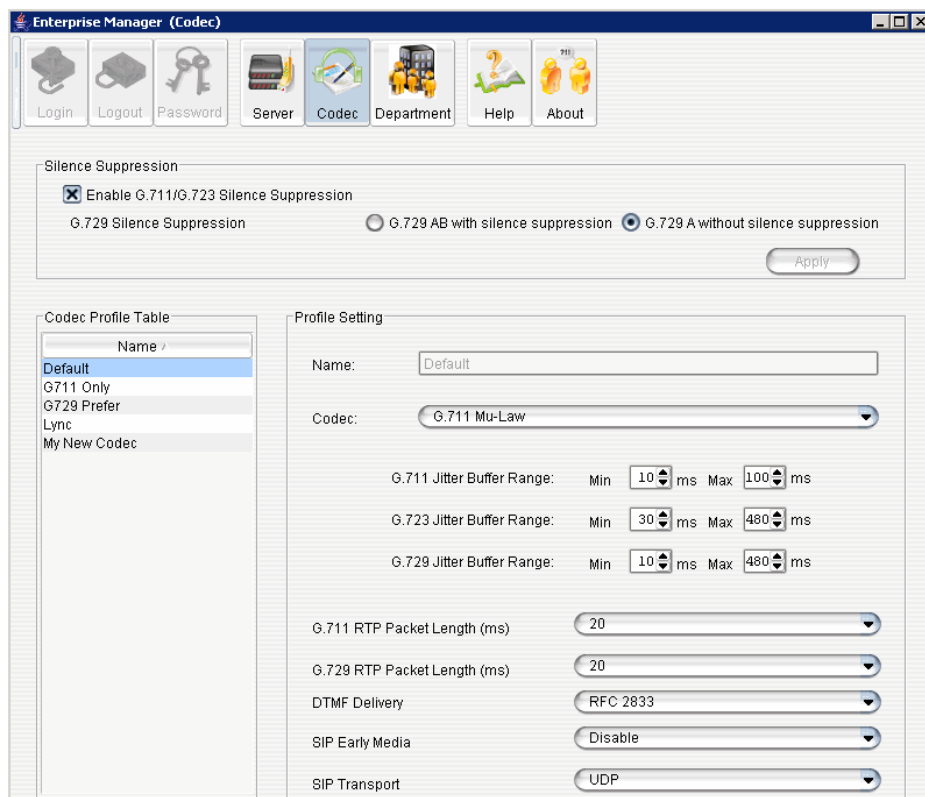 Enterprise Manager (Codec)
Login Logout Password Server Codec Department Help About
Silence Suppression
Enable G.711/G.723 Silence Suppression
G.729 Silence Suppression G.729 AB with silence suppression G.729 A without silence suppression
Apply
Codec Profile Table
Name
Default
G711 Only
G729 Prefer
Lync
My New Codec
Profile Setting
Name: Default
Codec: G.711 Mu-Law
G.711 Jitter Buffer Range: Min 10 ms Max 100 ms
G.723 Jitter Buffer Range: Min 30 ms Max 480 ms
G.729 Jitter Buffer Range: Min 10 ms Max 480 ms
G.711 RTP Packet Length (ms) 20
G.729 RTP Packet Length (ms) 20
DTMF Delivery RFC 2833
SIP Early Media Disable
SIP Transport UDP